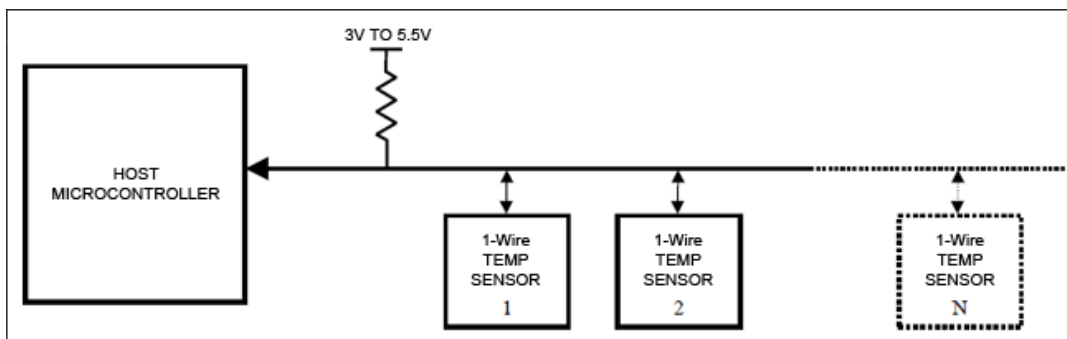 3V TO 5.5V
HOST
MICROCONTROLLER
1-Wire
TEMP
SENSOR
1
1-Wire
TEMP
SENSOR
2
1-Wire
TEMP
SENSOR
N